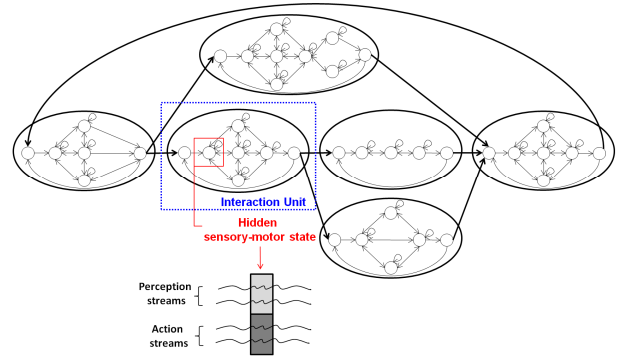 Interaction Unit
Hidden
sensory-motor state
Perception
streams
Action
streams